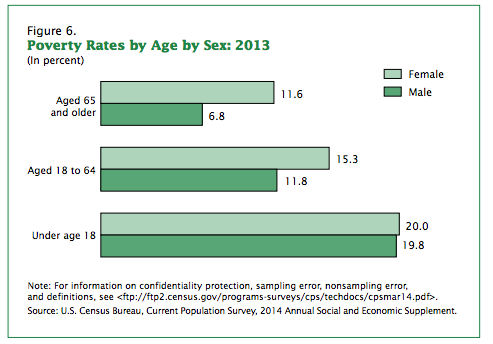 Figure 6.
Poverty Rates by Age by Sex: 2013
(In percent)
Female
Male
Aged 65
and older
11.6
6.8
Aged 18 to 64
15.3
11.8
Under age 18
20.0
19.8
Note: For information on confidentiality protection, sampling error, nonsampling error,
and definitions, see <ftp://ftp2.census.gov/programs-surveys/cps/techdocs/cpsmar14.pdf>.
Source: U.S. Census Bureau, Current Population Survey, 2014 Annual Social and Economic Supplement.